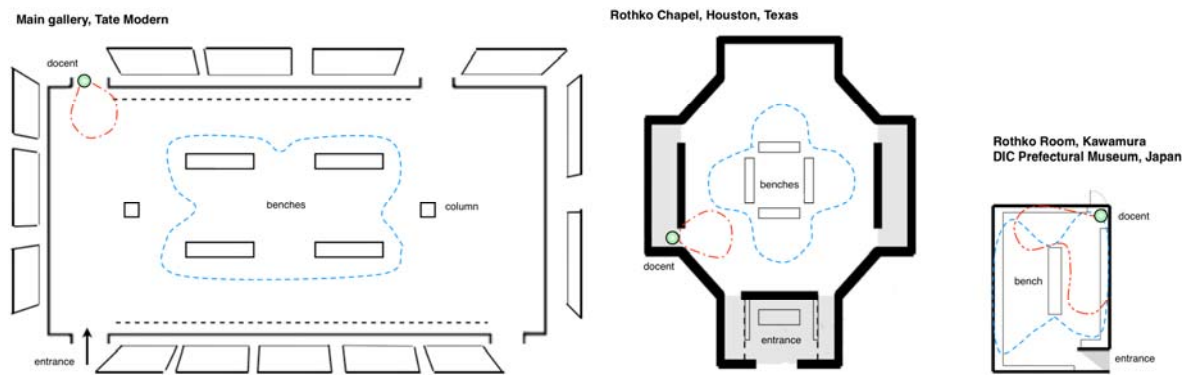 Main gallery, Tate Modern
docent
benches
column
entrance
Rothko Chapel, Houston, Texas
benches
docent
entrance
Rothko Room, Kawamura
DIC Prefectural Museum, Japan
docent
bench
entrance